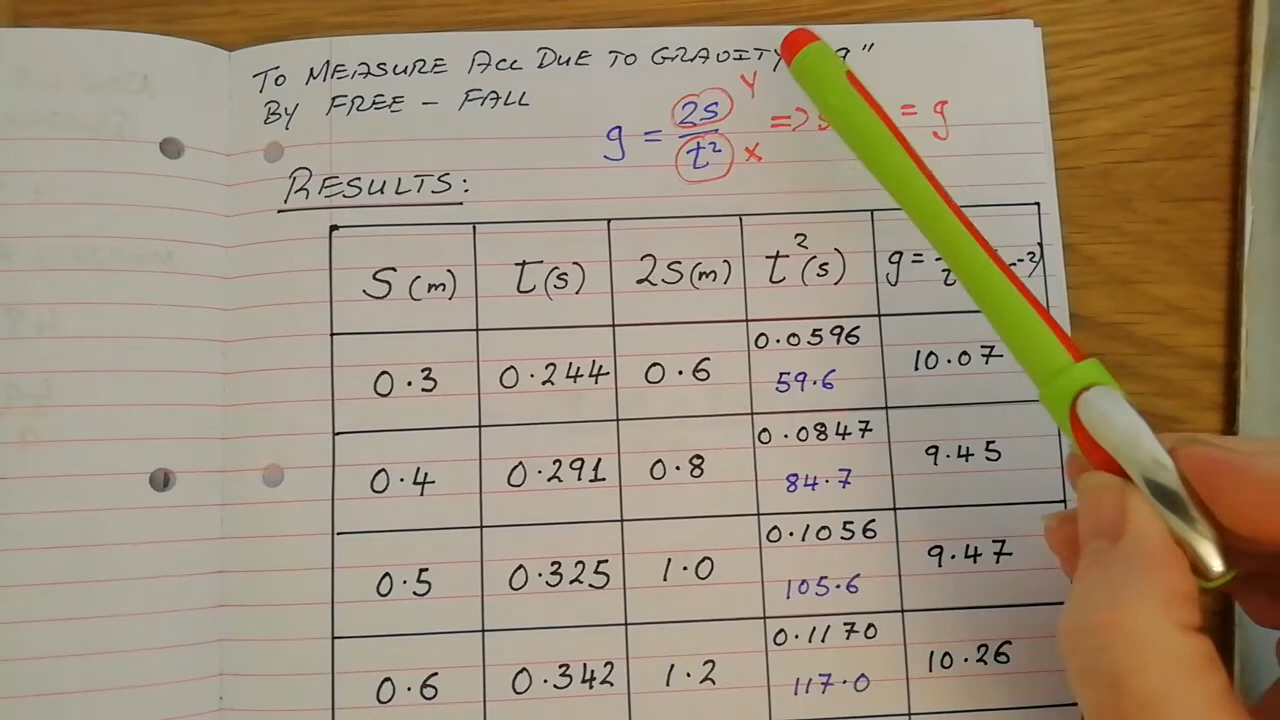 TO MEASURE ACC DUE TO GRAVITY "g"
BY FREE - FALL
g = 2s / t² => = g
Y
X
RESULTS:
S (m) t (s) 2S (m) t² (s) g =
0.3 0.244 0.6 0.0596 10.07
59.6
0.4 0.291 0.8 0.0847 9.45
84.7
0.5 0.325 1.0 0.1056 9.47
105.6
0.6 0.342 1.2 0.1170 10.26
117.0